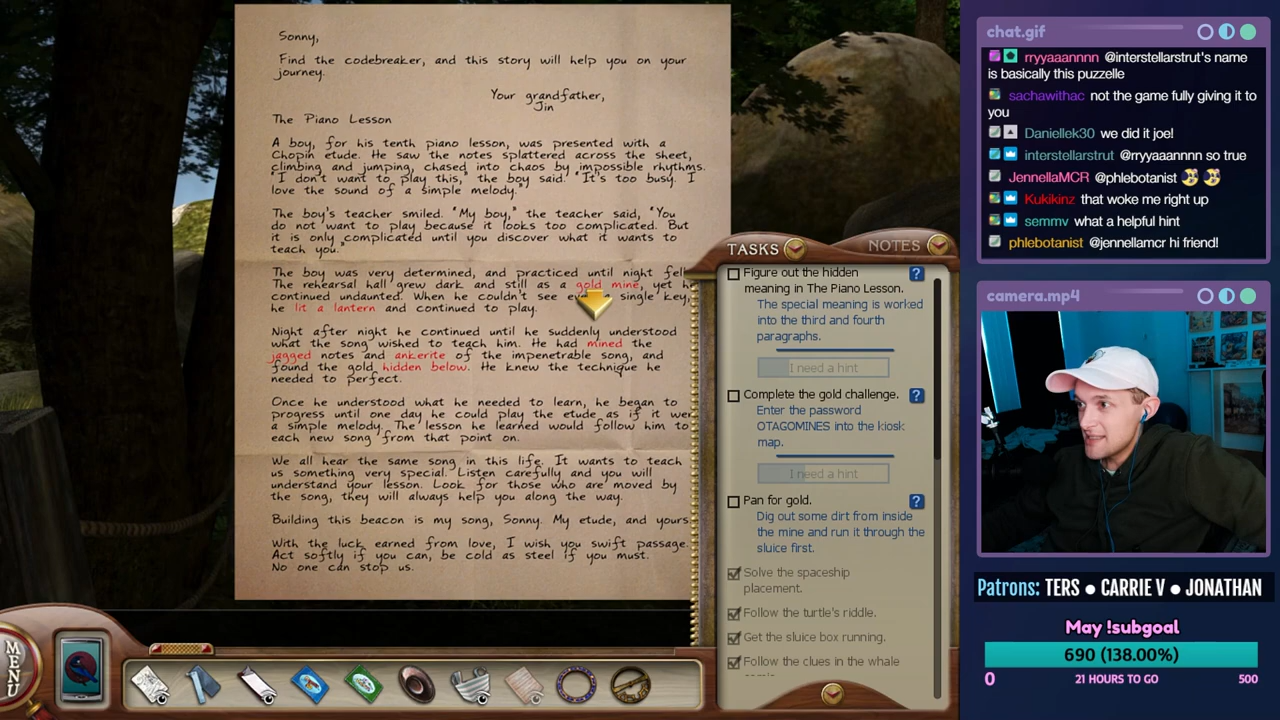 Sonny,
Find the codebreaker, and this story will help you on your
journey.
Your grandfather,
Jin
The Piano Lesson
A boy, for his tenth piano lesson, was presented with a
Chopin etude. He saw the notes splattered across the sheet,
climbing and jumping, chased into chaos by impossible rhythms.
"I don't want to play this," the boy said. "It's too busy. I
love the sound of a simple melody."
The boy's teacher smiled. "My boy," the teacher said, "You
do not want to play because it looks too complicated. But
it is only complicated until you discover what it wants to
teach you."
The boy was very determined, and practiced until night fell.
The rehearsal hall grew dark and still as a gold mine, yet he
continued undaunted. When he couldn't see single key,
he lit a lantern and continued to play.
Night after night he continued until he suddenly understood
what the song wished to teach him. He had mined the
jagged notes and ankerite of the impenetrable song, and
found the gold hidden below. He knew the technique he
needed to perfect.
Once he understood what he needed to learn, he began to
progress until one day he could play the etude as if it wer
a simple melody. The lesson he learned would follow him to
each new song from that point on.
We all hear the same song in this life. It wants to teach
us something very special. Listen carefully and you will
understand your lesson. Look for those who are moved by
the song, they will always help you along the way.
Building this beacon is my song, Sonny. My etude, and yours.
With the luck earned from love, I wish you swift passage.
Act softly if you can, be cold as steel if you must.
No one can stop us.
TASKS
NOTES
Figure out the hidden
meaning in The Piano Lesson.
The special meaning is worked
into the third and fourth
paragraphs.
I need a hint
Complete the gold challenge.
Enter the password
OTAGOMINES into the kiosk
map.
I need a hint
Pan for gold.
Dig out some dirt from inside
the mine and run it through the
sluice first.
Solve the spaceship
placement.
Follow the turtle's riddle.
Get the sluice box running.
Follow the clues in the whale
MENU
chat.gif
rryyaaannnn @interstellarstrut's name
is basically this puzzelle
sachawithac not the game fully giving it to
you
Daniellek30 we did it joe!
interstellarstrut @rryyaaannnn so true
JennellaMCR @phlebotanist
Kukikinz that woke me right up
semmv what a helpful hint
phlebotanist @jennellamcr hi friend!
camera.mp4
Patrons: TERS ● CARRIE V ● JONATHAN
May !subgoal
690 (138.00%)
0 21 HOURS TO GO 500